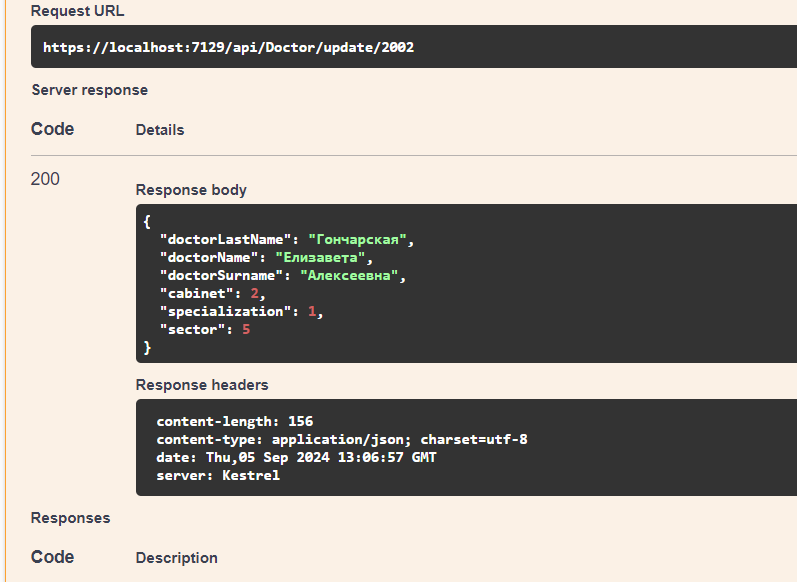 Request URL
https://localhost:7129/api/Doctor/update/2002
Server response
Code Details
200
Response body
{
"doctorLastName": "Гончарская",
"doctorName": "Елизавета",
"doctorSurname": "Алексеевна",
"cabinet": 2,
"specialization": 1,
"sector": 5
}
Response headers
content-length: 156
content-type: application/json; charset=utf-8
date: Thu,05 Sep 2024 13:06:57 GMT
server: Kestrel
Responses
Code Description